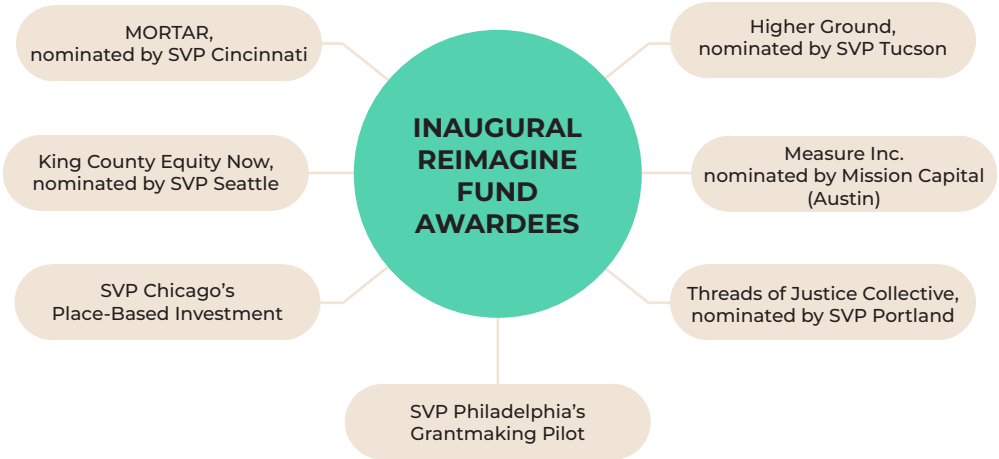 MORTAR,
nominated by SVP Cincinnati
Higher Ground,
nominated by SVP Tucson
INAUGURAL
REIMAGINE
FUND
AWARDEES
King County Equity Now,
nominated by SVP Seattle
Measure Inc.
nominated by Mission Capital
(Austin)
SVP Chicago’s
Place-Based Investment
Threads of Justice Collective,
nominated by SVP Portland
SVP Philadelphia’s
Grantmaking Pilot